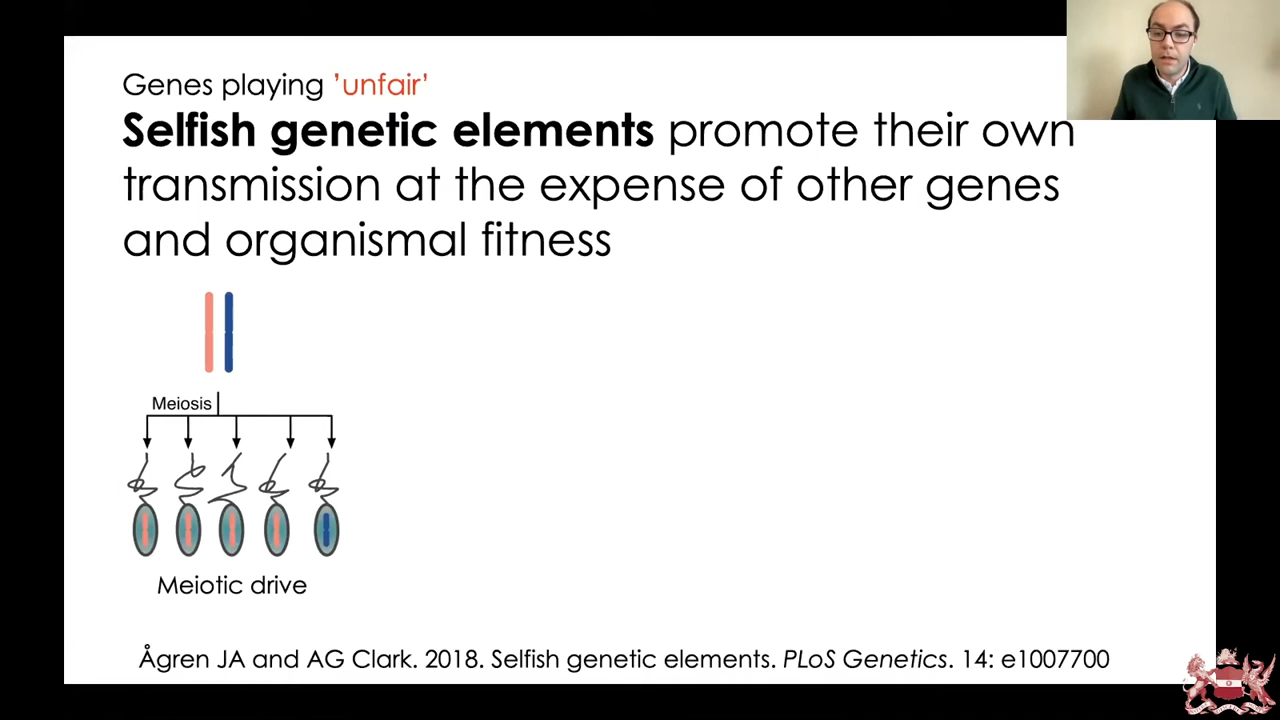 Genes playing ’unfair’
Selfish genetic elements promote their own
transmission at the expense of other genes
and organismal fitness
Meiosis
Meiotic drive
Ågren JA and AG Clark. 2018. Selfish genetic elements. PLoS Genetics. 14: e1007700